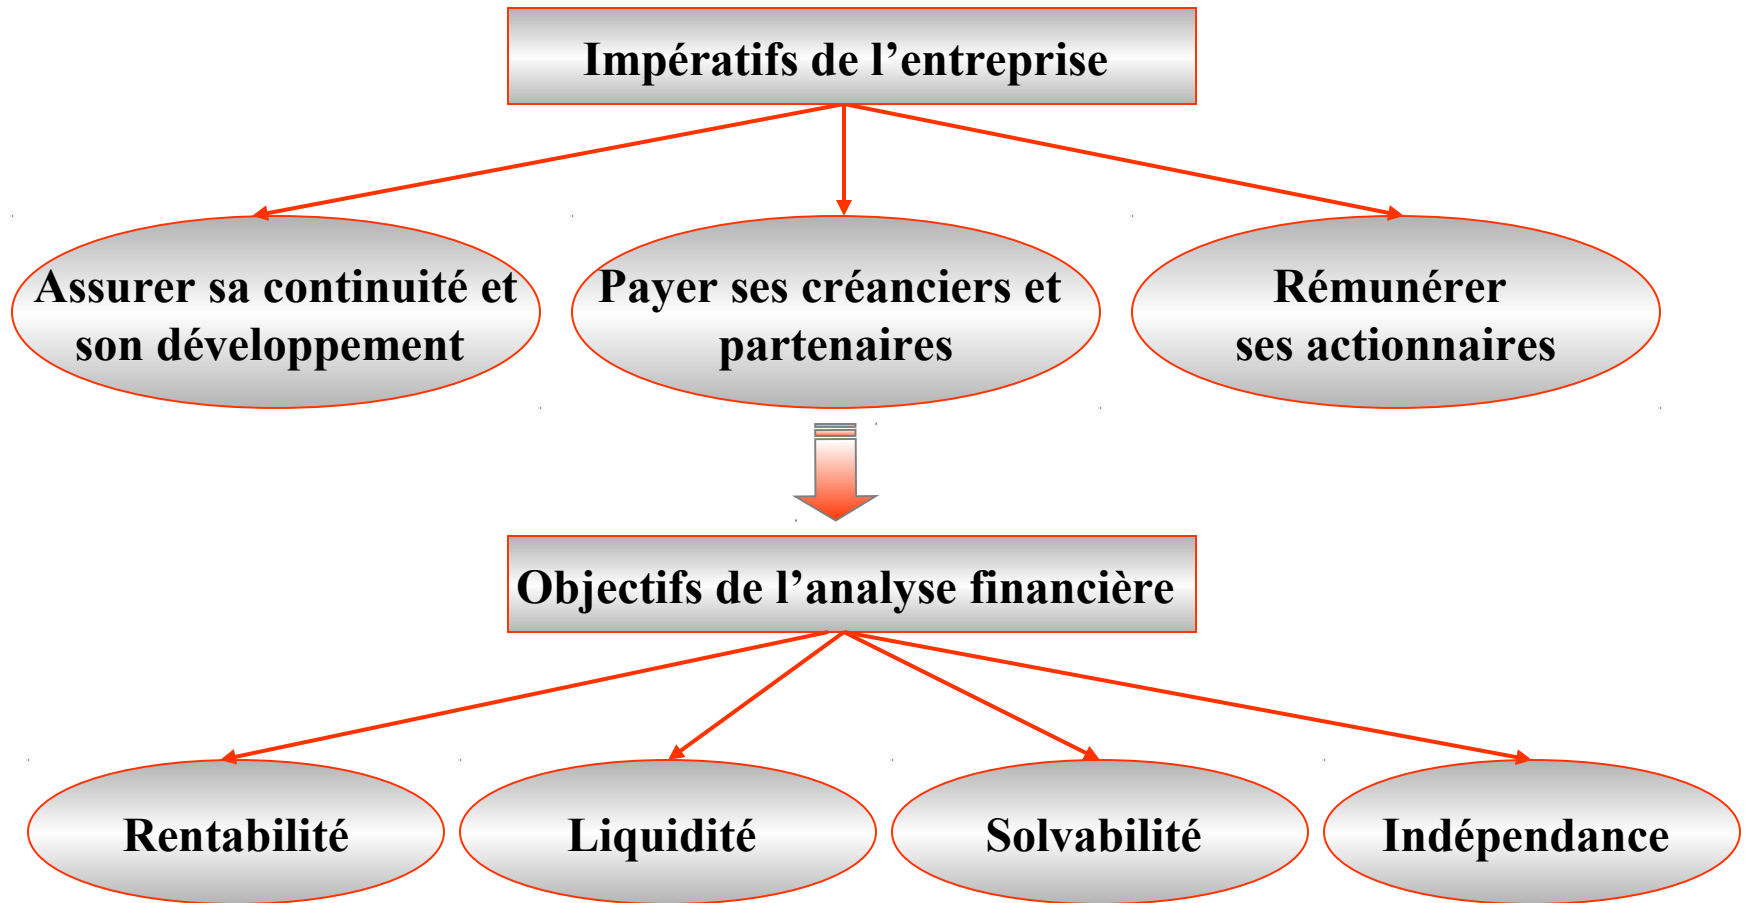 Impératifs de l’entreprise
Assurer sa continuité et
son développement
Payer ses créanciers et
partenaires
Rémunérer
ses actionnaires
Objectifs de l’analyse financière
Rentabilité
Liquidité
Solvabilité
Indépendance